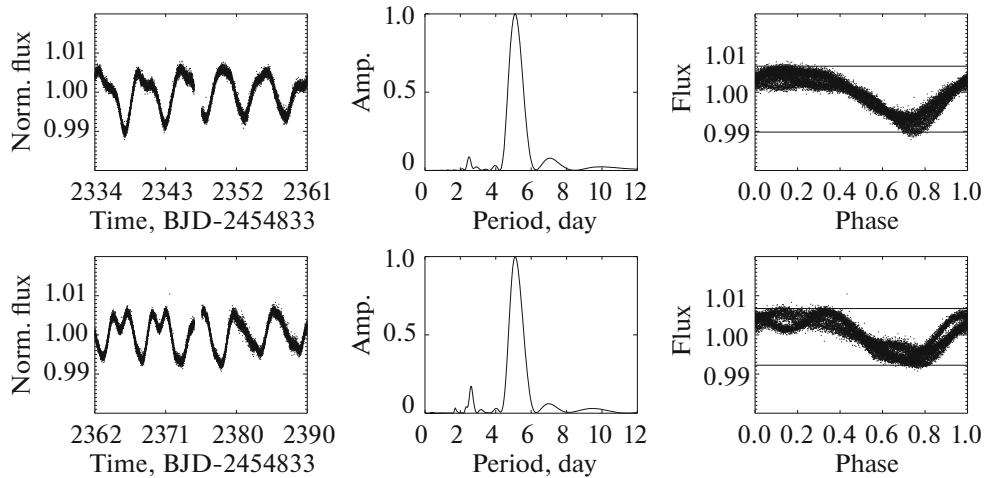 Norm. flux
1.01
1.00
0.99
2334 2343 2352 2361
Time, BJD-2454833
Amp.
1.0
0.5
0
0 2 4 6 8 10 12
Period, day
Flux
1.01
1.00
0.99
0.0 0.2 0.4 0.6 0.8 1.0
Phase
Norm. flux
1.01
1.00
0.99
2362 2371 2380 2390
Time, BJD-2454833
Amp.
1.0
0.5
0
0 2 4 6 8 10 12
Period, day
Flux
1.01
1.00
0.99
0.0 0.2 0.4 0.6 0.8 1.0
Phase